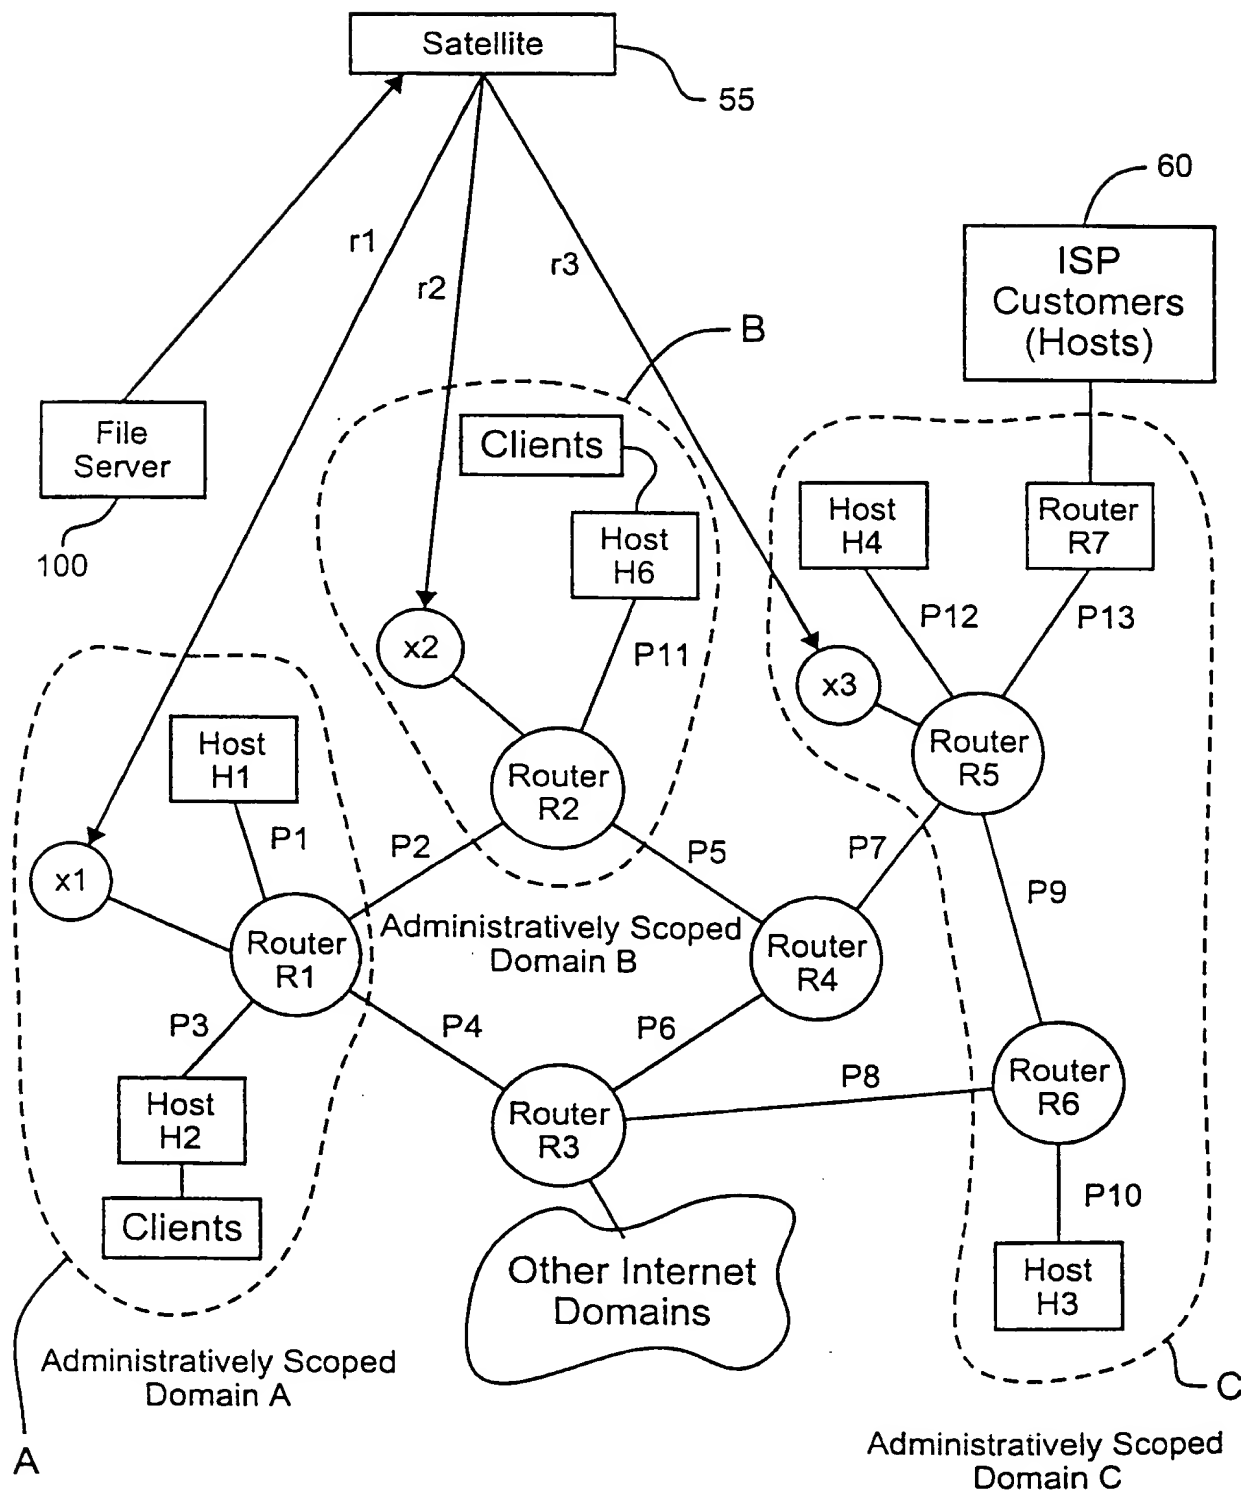 Satellite
55
60
r1
r2
r3
ISP
Customers
(Hosts)
B
File
Server
100
Clients
Host
H6
Host
H4
Router
R7
P12
P13
x2
P11
x3
Router
R5
Host
H1
Router
R2
P1
P2
P5
P7
x1
P9
Administratively Scoped
Domain B
Router
R1
Router
R4
P3
P4
P6
P8
Router
R6
Host
H2
Router
R3
P10
Clients
Other Internet
Domains
Host
H3
Administratively Scoped
Domain A
C
A
Administratively Scoped
Domain C